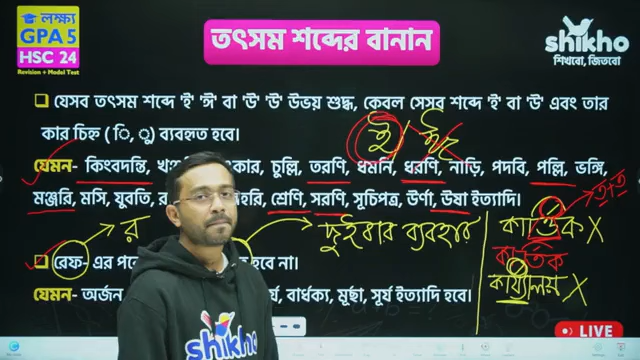 লক্ষ্য
GPA 5
HSC 24
Revision + Model Test
তৎসম শব্দের বানান
shikho
শিখবো, জিতবো
যেসব তৎসম শব্দে 'ই' 'ঈ' বা 'উ' 'ঊ' উভয় শুদ্ধ, কেবল সেসব শব্দে 'ই' বা 'উ' এবং তার
কার চিহ্ন ( ি, ু ) ব্যবহৃত হবে।
ই ঈ
যেমন- কিংবদন্তি, চুল্লি, তরণি, ধমনি, ধরণি, নাড়ি, পদবি, পল্লি, ভঙ্গি,
মঞ্জরি, মসি, যুবতি, শ্রেণি, সরণি, সূচিপত্র, উর্ণা, উষা ইত্যাদি।
ত+ত
র
দুইবার ব্যবহার
কার্ত্তিক X
কার্তিক
কার্য্যালয় X
রেফ- এর হবে না।
যেমন- অর্জন, বার্ধক্য, মূর্ছা, সূর্য ইত্যাদি হবে।
shikho
LIVE